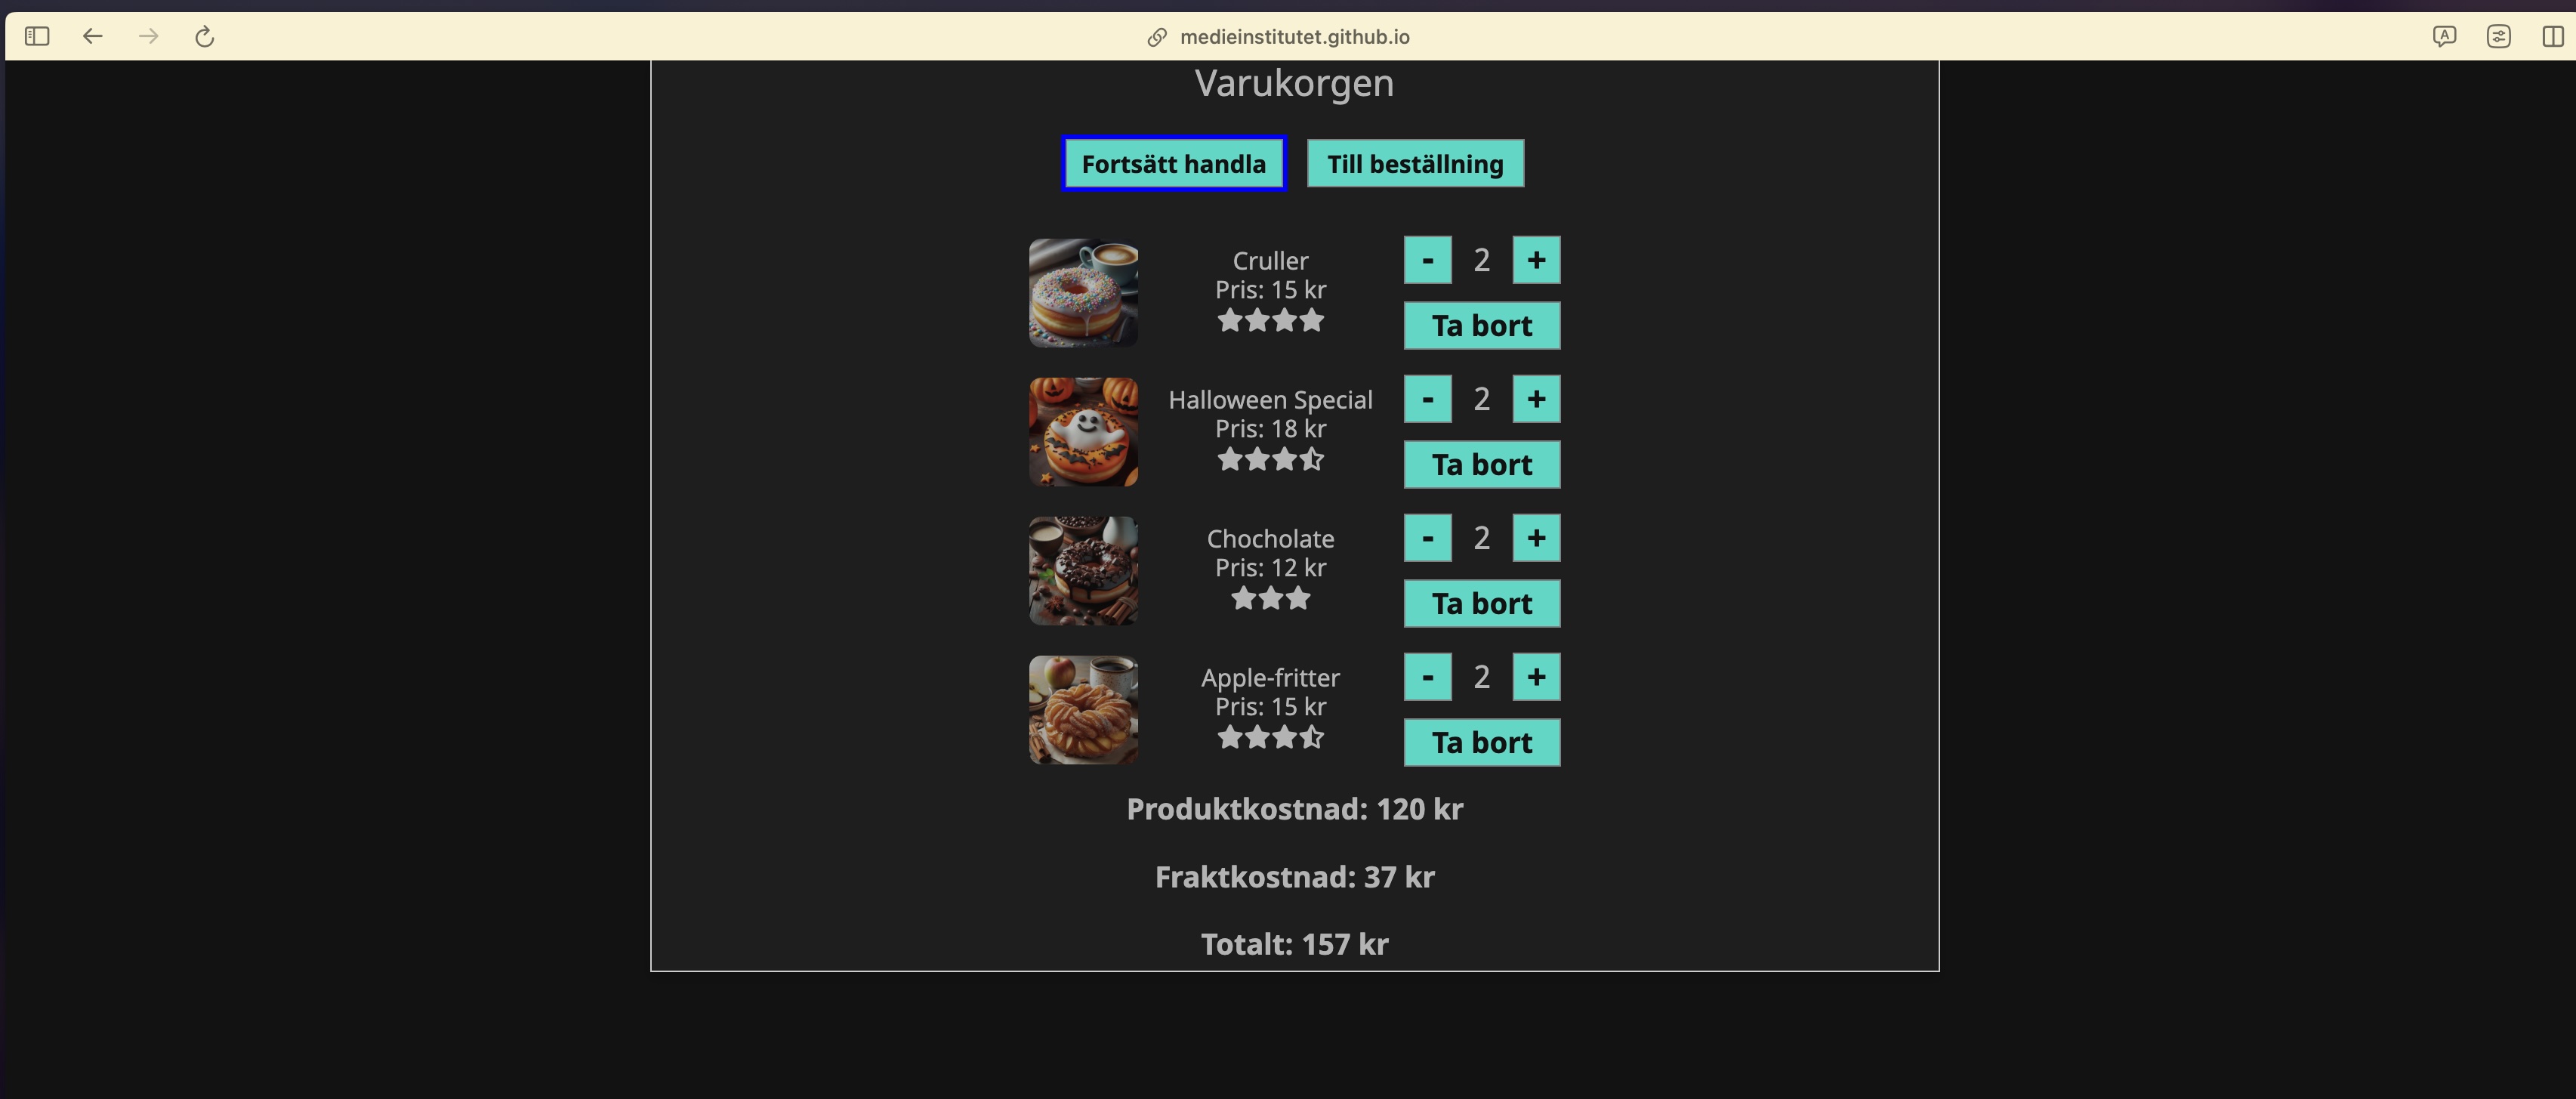 medieinstitutet.github.io
Varukorgen
Fortsätt handla
Till beställning
Cruller
Pris: 15 kr
- 2 +
Ta bort
Halloween Special
Pris: 18 kr
- 2 +
Ta bort
Chocholate
Pris: 12 kr
- 2 +
Ta bort
Apple-fritter
Pris: 15 kr
- 2 +
Ta bort
Produktkostnad: 120 kr
Fraktkostnad: 37 kr
Totalt: 157 kr